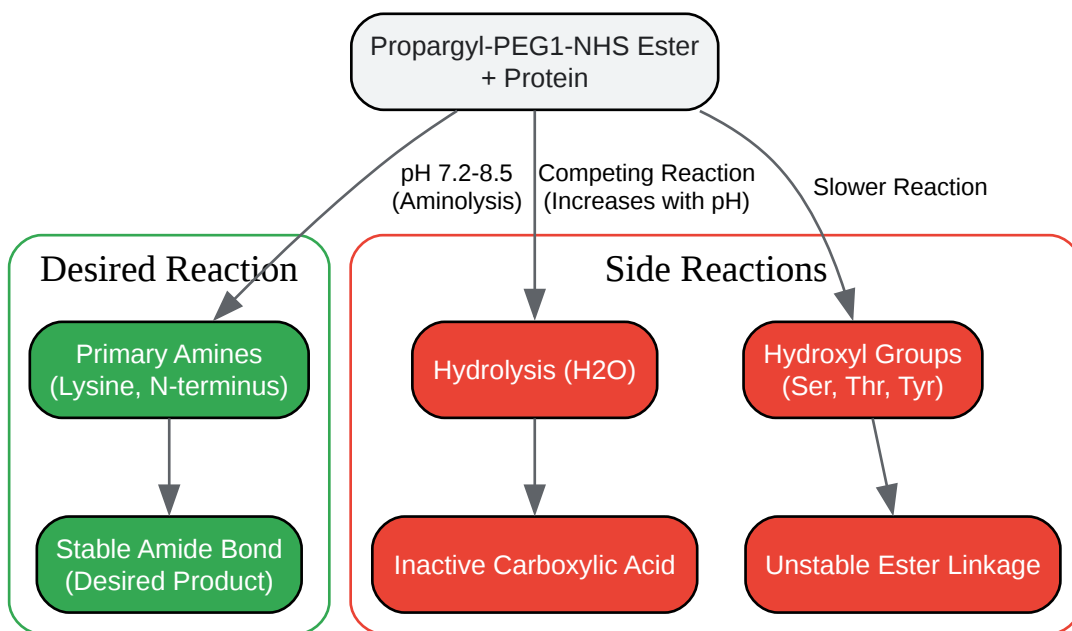 Propargyl-PEG1-NHS Ester
+ Protein
pH 7.2-8.5
(Aminolysis)
Competing Reaction
(Increases with pH)
Slower Reaction
Desired Reaction
Side Reactions
Primary Amines
(Lysine, N-terminus)
Hydrolysis (H2O)
Hydroxyl Groups
(Ser, Thr, Tyr)
Stable Amide Bond
(Desired Product)
Inactive Carboxylic Acid
Unstable Ester Linkage